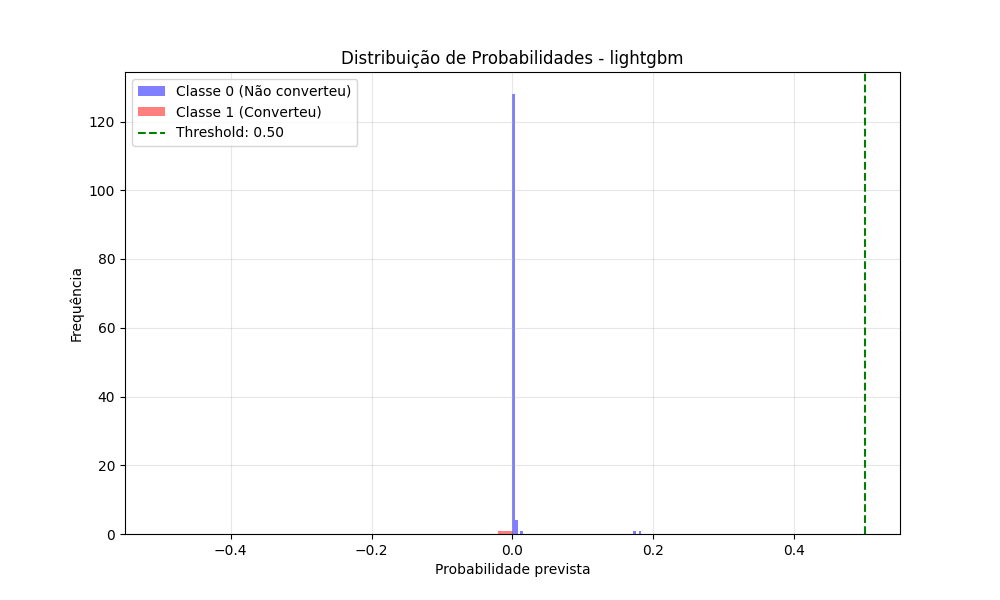 Distribuição de Probabilidades - lightgbm
Classe 0 (Não converteu)
Classe 1 (Converteu)
Threshold: 0.50
Frequência
120
100
80
60
40
20
0
−0.4
−0.2
0.0
0.2
0.4
Probabilidade prevista